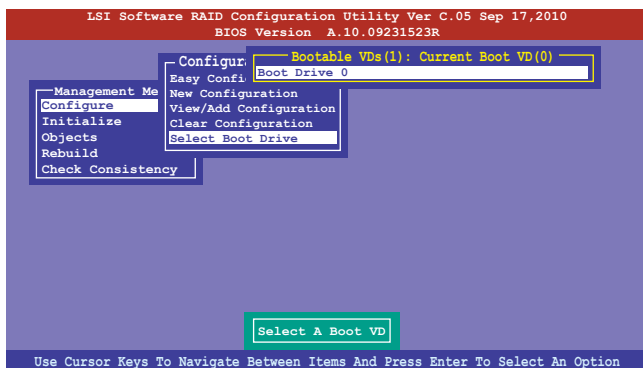 LSI Software RAID Configuration Utility Ver C.05 Sep 17,2010
BIOS Version A.10.09231523R
Bootable VDs(1): Current Boot VD(0)
Boot Drive 0
Configur
Easy Confi
New Configuration
View/Add Configuration
Clear Configuration
Select Boot Drive
Management Me
Configure
Initialize
Objects
Rebuild
Check Consistency
Select A Boot VD
Use Cursor Keys To Navigate Between Items And Press Enter To Select An Option